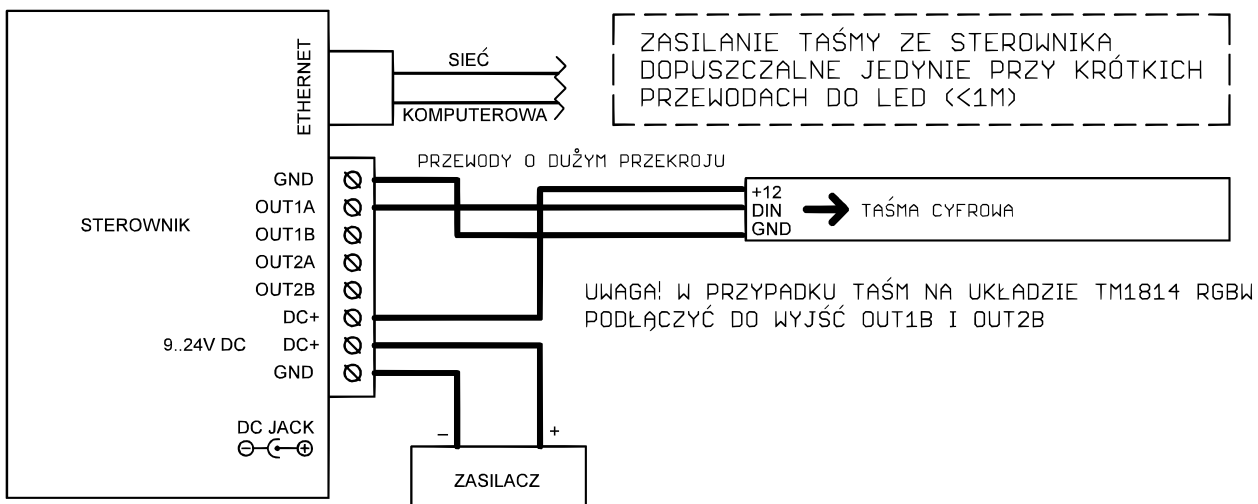 ETHERNET
SIEĆ
KOMPUTEROWA
ZASILANIE TAŚMY ZE STEROWNIKA
DOPUSZCZALNE JEDYNIE PRZY KRÓTKICH
PRZEWODACH DO LED (<1M)
PRZEWODY O DUŻYM PRZEKROJU
STEROWNIK
GND
OUT1A
OUT1B
OUT2A
OUT2B
DC+
9..24V DC DC+
GND
+12
DIN
GND
TAŚMA CYFROWA
UWAGA! W PRZYPADKU TAŚM NA UKŁADZIE TM1814 RGBW
PODŁĄCZYĆ DO WYJŚĆ OUT1B I OUT2B
DC JACK
– +
ZASILACZ